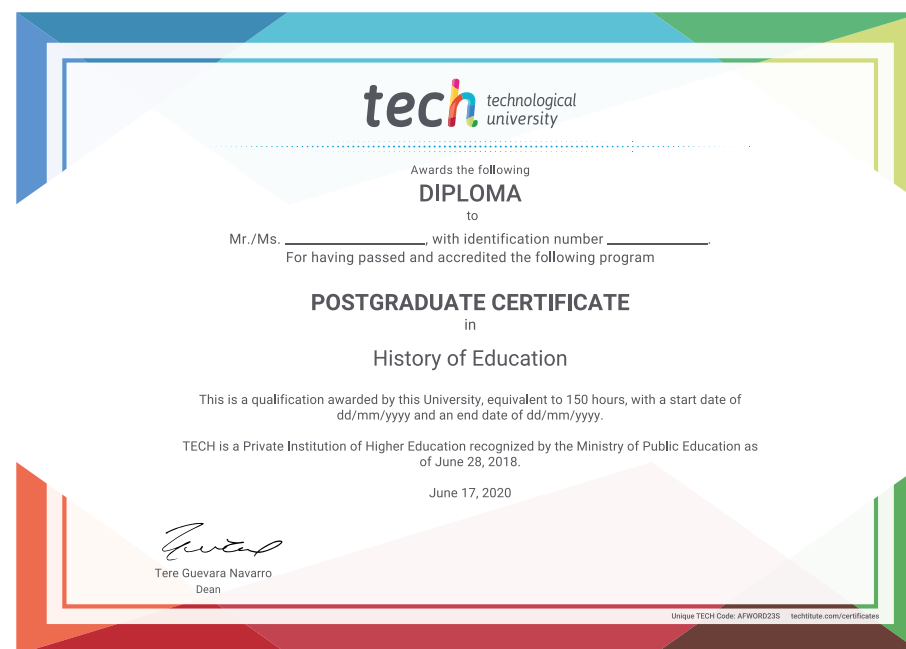 tech technological
university
Awards the following
DIPLOMA
to
Mr./Ms. ________________, with identification number ____________.
For having passed and accredited the following program
POSTGRADUATE CERTIFICATE
in
History of Education
This is a qualification awarded by this University, equivalent to 150 hours, with a start date of
dd/mm/yyyy and an end date of dd/mm/yyyy.
TECH is a Private Institution of Higher Education recognized by the Ministry of Public Education as
of June 28, 2018.
June 17, 2020
Tere Guevara Navarro
Dean
Unique TECH Code: AFWORD23S techtitute.com/certificates